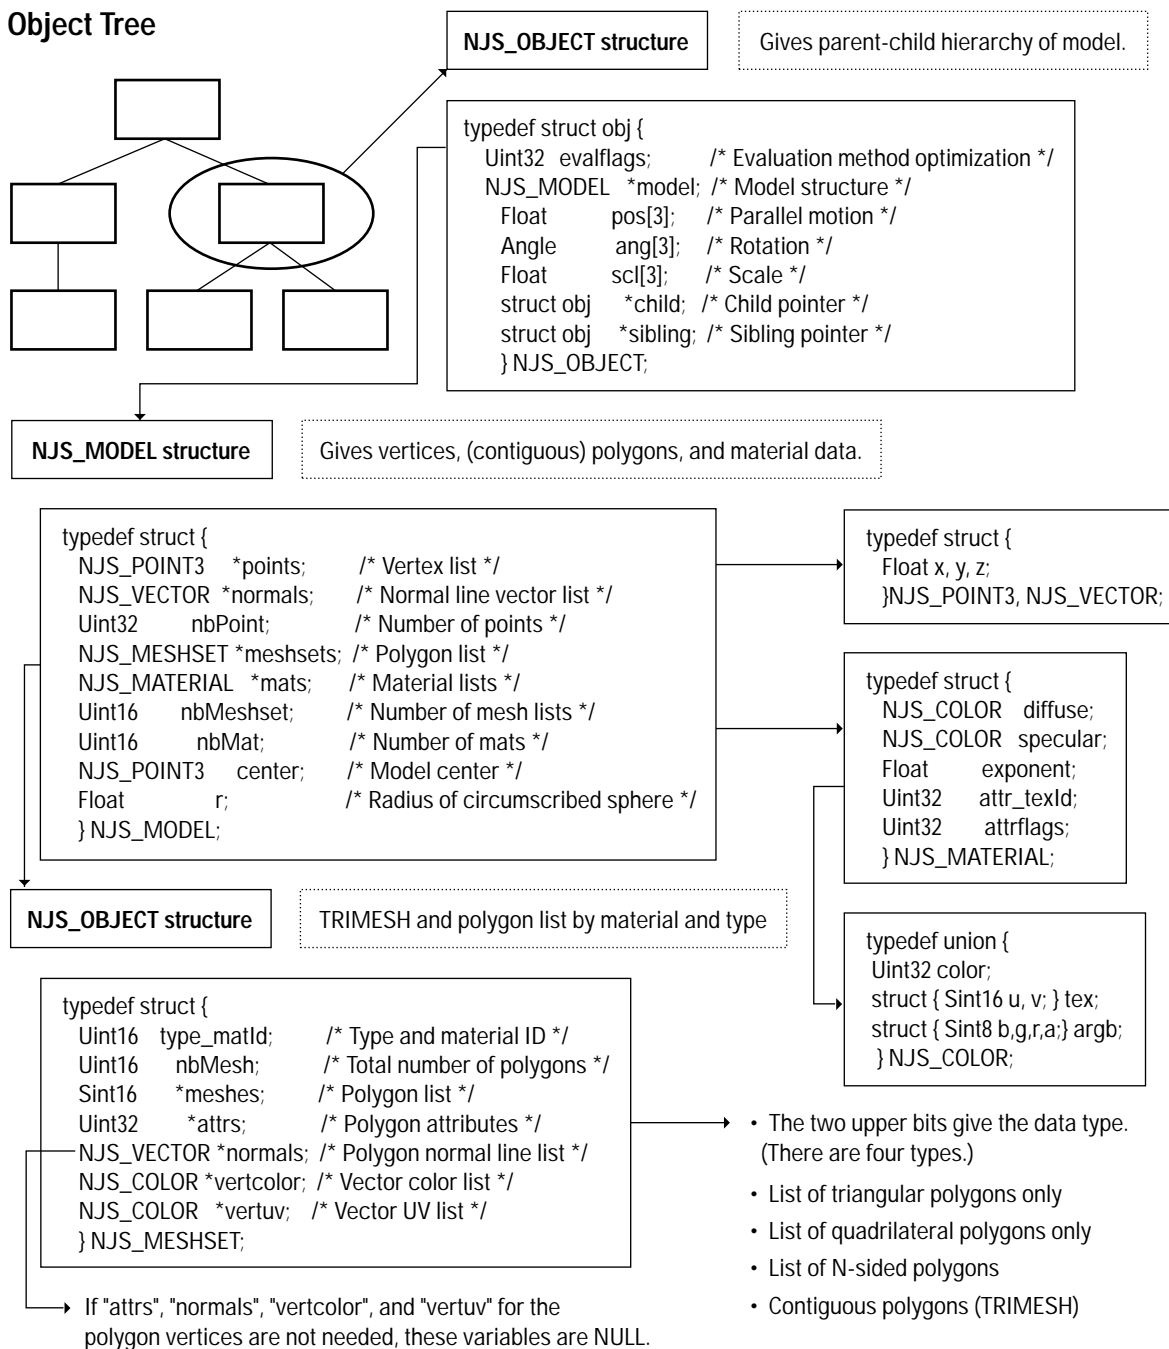 Object Tree
NJS_OBJECT structure
Gives parent-child hierarchy of model.
typedef struct obj {
Uint32 evalflags; /* Evaluation method optimization */
NJS_MODEL *model; /* Model structure */
Float pos[3]; /* Parallel motion */
Angle ang[3]; /* Rotation */
Float scl[3]; /* Scale */
struct obj *child; /* Child pointer */
struct obj *sibling; /* Sibling pointer */
} NJS_OBJECT;
NJS_MODEL structure
Gives vertices, (contiguous) polygons, and material data.
typedef struct {
NJS_POINT3 *points; /* Vertex list */
NJS_VECTOR *normals; /* Normal line vector list */
Uint32 nbPoint; /* Number of points */
NJS_MESHSET *meshsets; /* Polygon list */
NJS_MATERIAL *mats; /* Material lists */
Uint16 nbMeshset; /* Number of mesh lists */
Uint16 nbMat; /* Number of mats */
NJS_POINT3 center; /* Model center */
Float r; /* Radius of circumscribed sphere */
} NJS_MODEL;
typedef struct {
Float x, y, z;
}NJS_POINT3, NJS_VECTOR;
typedef struct {
NJS_COLOR diffuse;
NJS_COLOR specular;
Float exponent;
Uint32 attr_texId;
Uint32 attrflags;
} NJS_MATERIAL;
typedef union {
Uint32 color;
struct { Sint16 u, v; } tex;
struct { Sint8 b,g,r,a;} argb;
} NJS_COLOR;
NJS_OBJECT structure
TRIMESH and polygon list by material and type
typedef struct {
Uint16 type_matId; /* Type and material ID */
Uint16 nbMesh; /* Total number of polygons */
Sint16 *meshes; /* Polygon list */
Uint32 *attrs; /* Polygon attributes */
NJS_VECTOR *normals; /* Polygon normal line list */
NJS_COLOR *vertcolor; /* Vector color list */
NJS_COLOR *vertuv; /* Vector UV list */
} NJS_MESHSET;
• The two upper bits give the data type.
(There are four types.)
• List of triangular polygons only
• List of quadrilateral polygons only
• List of N-sided polygons
• Contiguous polygons (TRIMESH)
If "attrs", "normals", "vertcolor", and "vertuv" for the
polygon vertices are not needed, these variables are NULL.